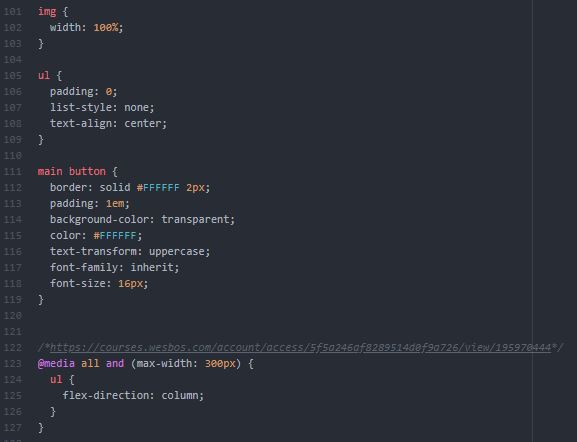 101 img {
102   width: 100%;
103 }
104
105 ul {
106   padding: 0;
107   list-style: none;
108   text-align: center;
109 }
110
111 main button {
112   border: solid #FFFFFF 2px;
113   padding: 1em;
114   background-color: transparent;
115   color: #FFFFFF;
116   text-transform: uppercase;
117   font-family: inherit;
118   font-size: 16px;
119 }
120
121
122 /*https://courses.wesbos.com/account/access/5f5a246af8289514d0f9a726/view/195970444*/
123 @media all and (max-width: 300px) {
124   ul {
125     flex-direction: column;
126   }
127 }